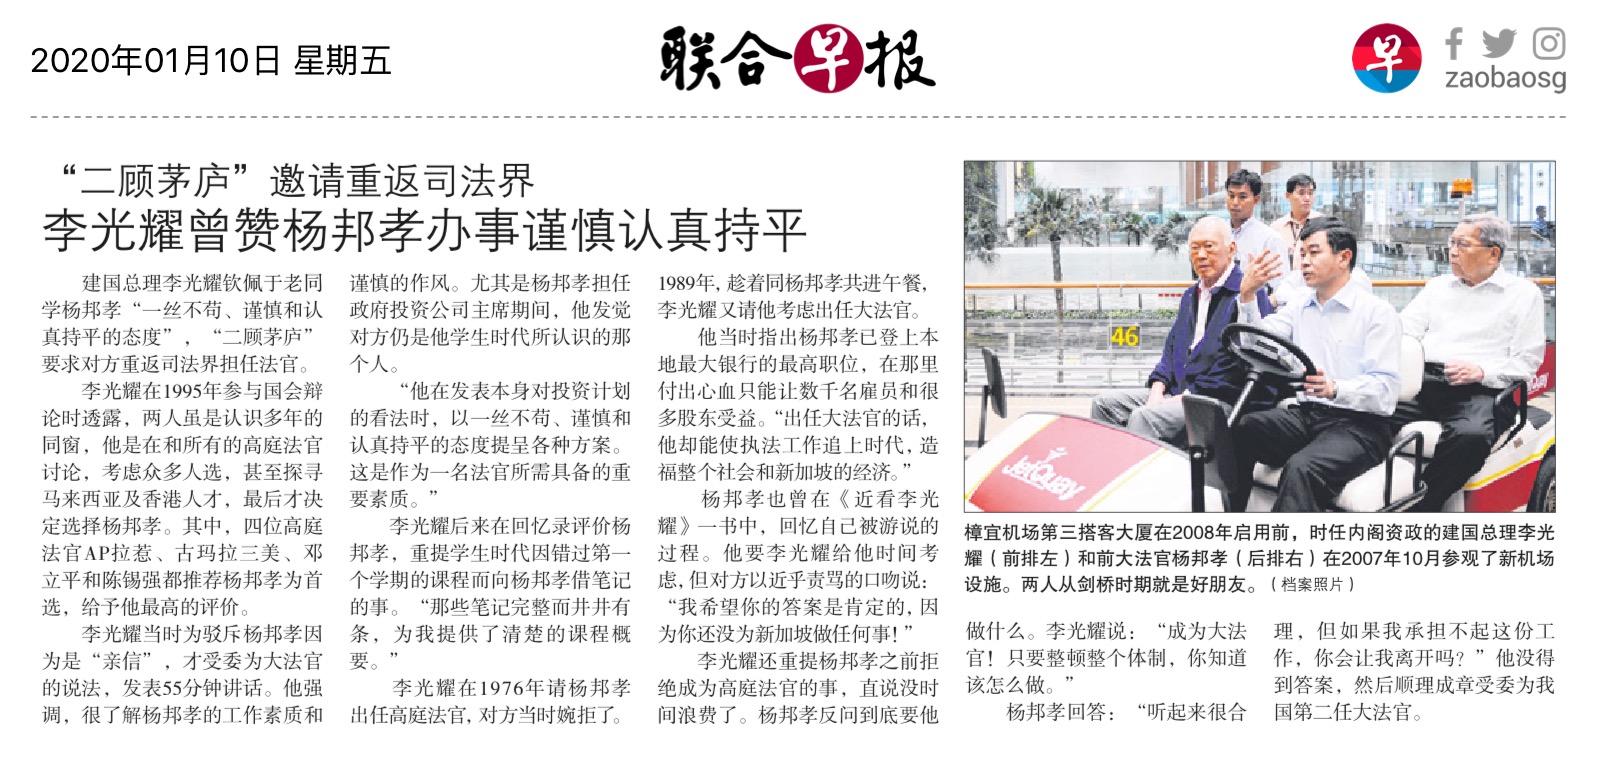 2020年01月10日 星期五
联合早报
早
zaobaosg
“二顾茅庐”邀请重返司法界
李光耀曾赞杨邦孝办事谨慎认真持平
建国总理李光耀钦佩于老同
学杨邦孝“一丝不苟、谨慎和认
真持平的态度”，“二顾茅庐”
要求对方重返司法界担任法官。
李光耀在1995年参与国会辩
论时透露，两人虽是认识多年的
同窗，他是在和所有的高庭法官
讨论，考虑众多人选，甚至探寻
马来西亚及香港人才，最后才决
定选择杨邦孝。其中，四位高庭
法官AP拉惹、古玛拉三美、邓
立平和陈锡强都推荐杨邦孝为首
选，给予他最高的评价。
李光耀当时为驳斥杨邦孝因
为是“亲信”，才受委为大法官
的说法，发表55分钟讲话。他强
调，很了解杨邦孝的工作素质和
谨慎的作风。尤其是杨邦孝担任
政府投资公司主席期间，他发觉
对方仍是他学生时代所认识的那
个人。
“他在发表本身对投资计划
的看法时，以一丝不苟、谨慎和
认真持平的态度提呈各种方案。
这是作为一名法官所需具备的重
要素质。”
李光耀后来在回忆录评价杨
邦孝，重提学生时代因错过第一
个学期的课程而向杨邦孝借笔记
的事。“那些笔记完整而井井有
条，为我提供了清楚的课程概
要。”
李光耀在1976年请杨邦孝
出任高庭法官，对方当时婉拒了。
1989年，趁着同杨邦孝共进午餐，
李光耀又请他考虑出任大法官。
他当时指出杨邦孝已登上本
地最大银行的最高职位，在那里
付出心血只能让数千名雇员和很
多股东受益。“出任大法官的话，
他却能使执法工作追上时代，造
福整个社会和新加坡的经济。”
杨邦孝也曾在《近看李光
耀》一书中，回忆自己被游说的
过程。他要李光耀给他时间考
虑，但对方以近乎责骂的口吻说：
“我希望你的答案是肯定的，因
为你还没为新加坡做任何事！”
李光耀还重提杨邦孝之前拒
绝成为高庭法官的事，直说没时
间浪费了。杨邦孝反问到底要他
46
JetQuay
樟宜机场第三搭客大厦在2008年启用前，时任内阁资政的建国总理李光
耀（前排左）和前大法官杨邦孝（后排右）在2007年10月参观了新机场
设施。两人从剑桥时期就是好朋友。（档案照片）
做什么。李光耀说：“成为大法
官！只要整顿整个体制，你知道
该怎么做。”
杨邦孝回答：“听起来很合
理，但如果我承担不起这份工
作，你会让我离开吗？”他没得
到答案，然后顺理成章受委为我
国第二任大法官。